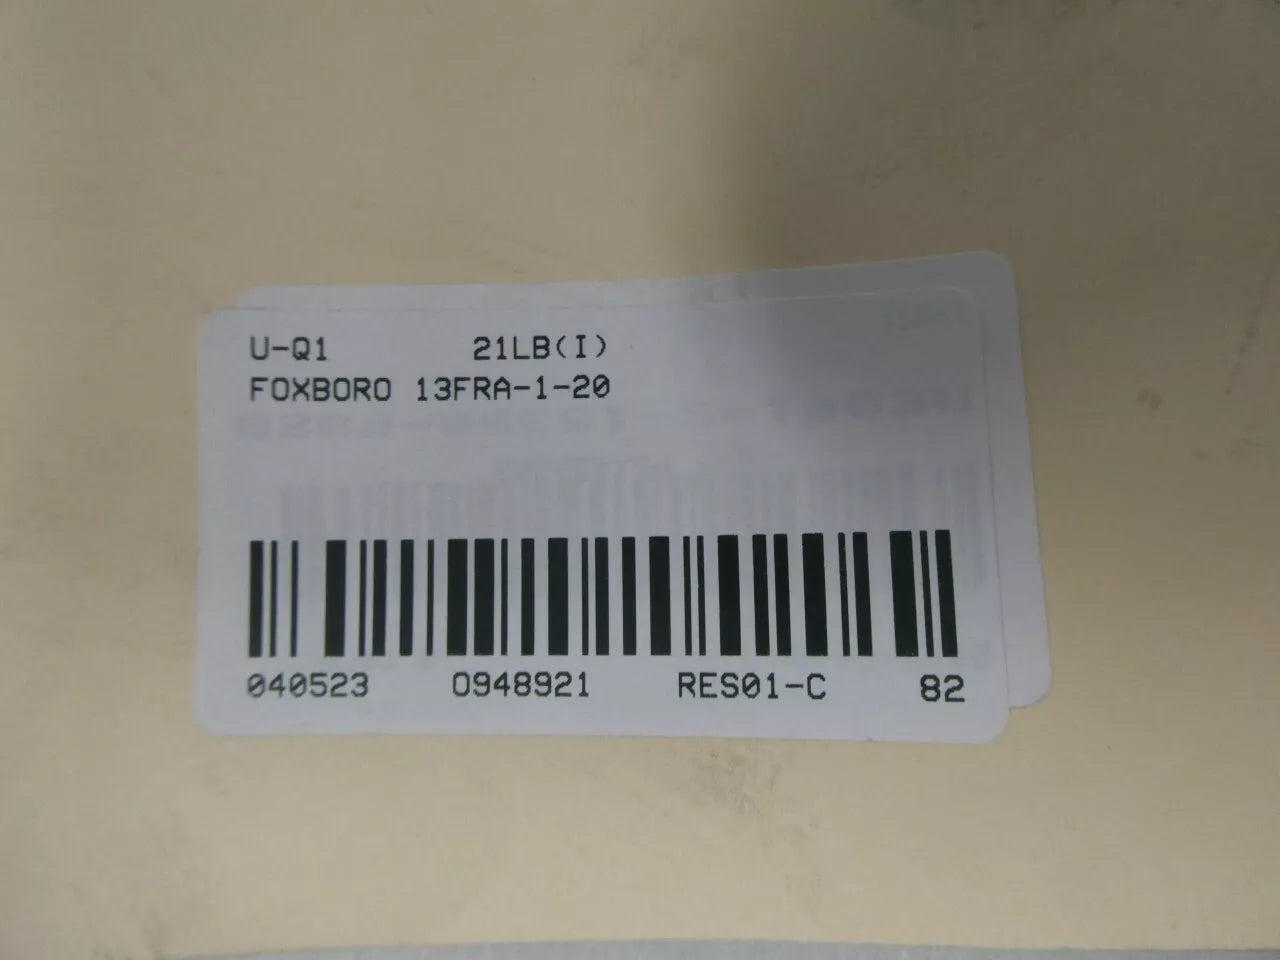 U-Q1 21LB(I)
FOXBORO 13FRA-1-20
040523 0948921 RES01-C 82